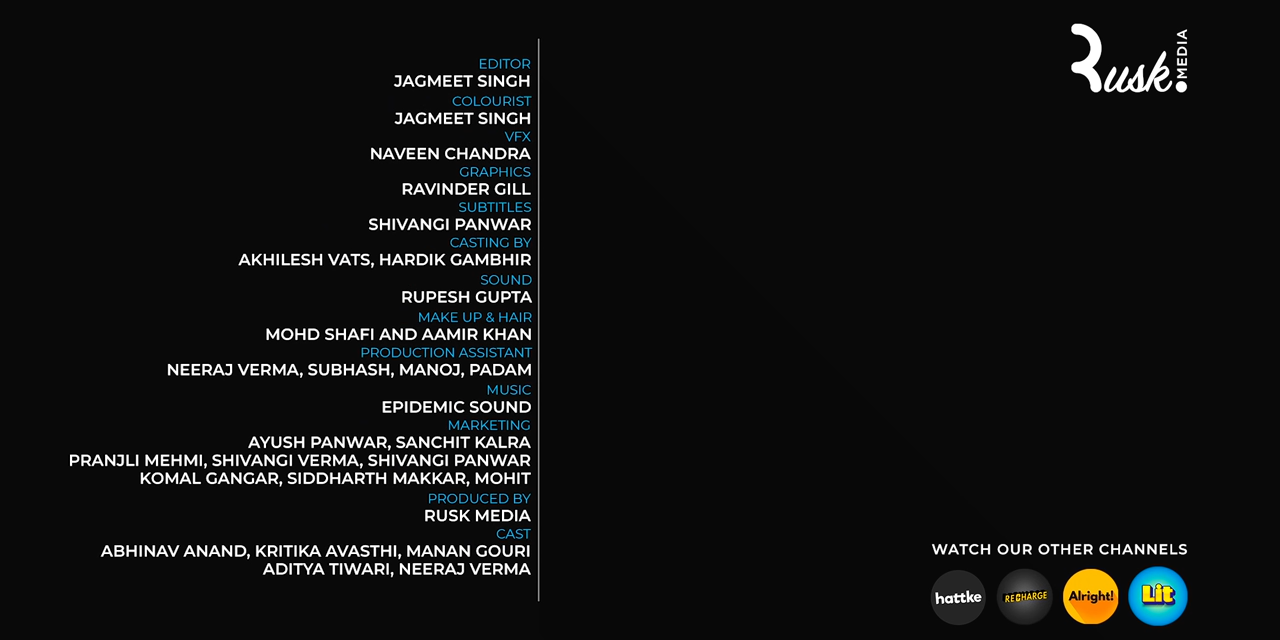 EDITOR
JAGMEET SINGH
COLOURIST
JAGMEET SINGH
VFX
NAVEEN CHANDRA
GRAPHICS
RAVINDER GILL
SUBTITLES
SHIVANGI PANWAR
CASTING BY
AKHILESH VATS, HARDIK GAMBHIR
SOUND
RUPESH GUPTA
MAKE UP & HAIR
MOHD SHAFI AND AAMIR KHAN
PRODUCTION ASSISTANT
NEERAJ VERMA, SUBHASH, MANOJ, PADAM
MUSIC
EPIDEMIC SOUND
MARKETING
AYUSH PANWAR, SANCHIT KALRA
PRANJLI MEHMI, SHIVANGI VERMA, SHIVANGI PANWAR
KOMAL GANGAR, SIDDHARTH MAKKAR, MOHIT
PRODUCED BY
RUSK MEDIA
CAST
ABHINAV ANAND, KRITIKA AVASTHI, MANAN GOURI
ADITYA TIWARI, NEERAJ VERMA
Rusk MEDIA
WATCH OUR OTHER CHANNELS
hattke RECHARGE Alright! Lit